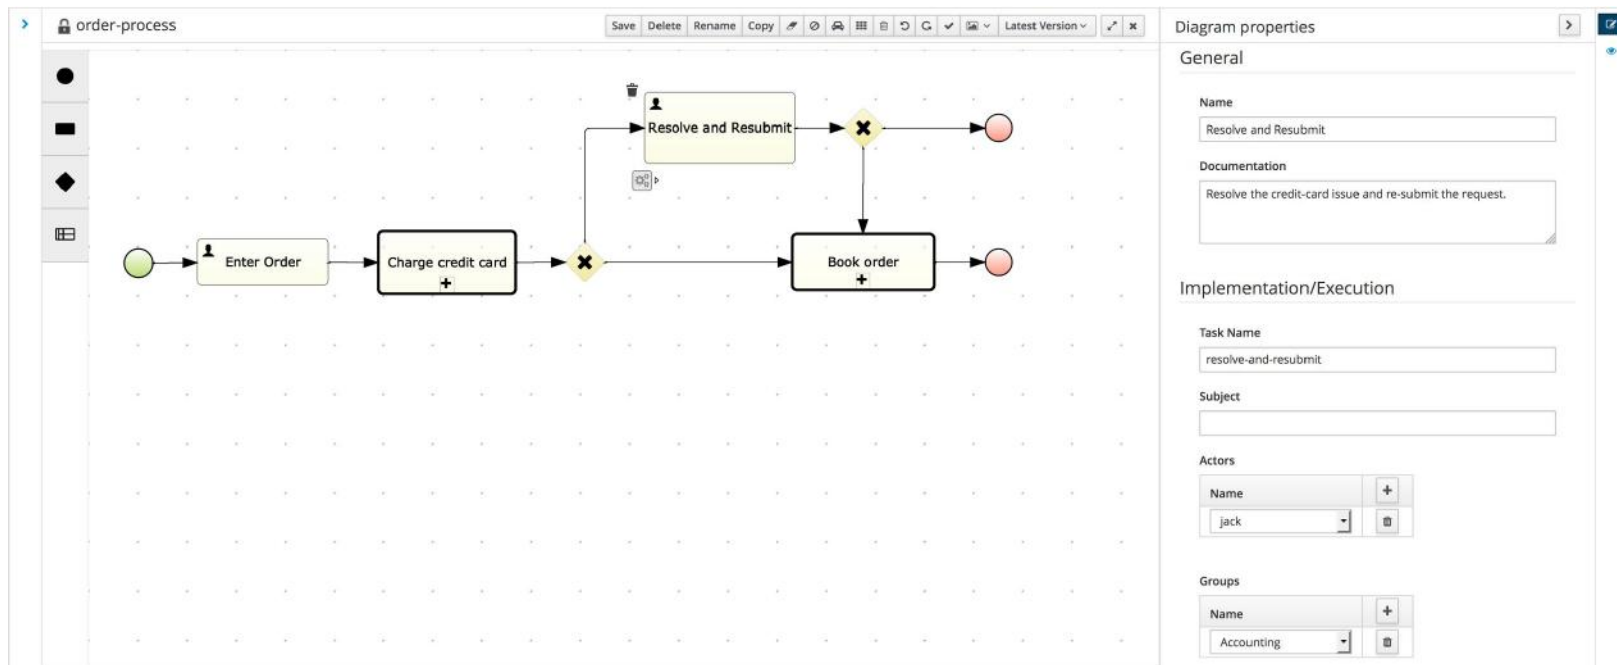 order-process
Save Delete Rename Copy Latest Version
Resolve and Resubmit
Enter Order
Charge credit card
Book order
Diagram properties
General
Name
Resolve and Resubmit
Documentation
Resolve the credit-card issue and re-submit the request.
Implementation/Execution
Task Name
resolve-and-resubmit
Subject
Actors
Name
jack
Groups
Name
Accounting